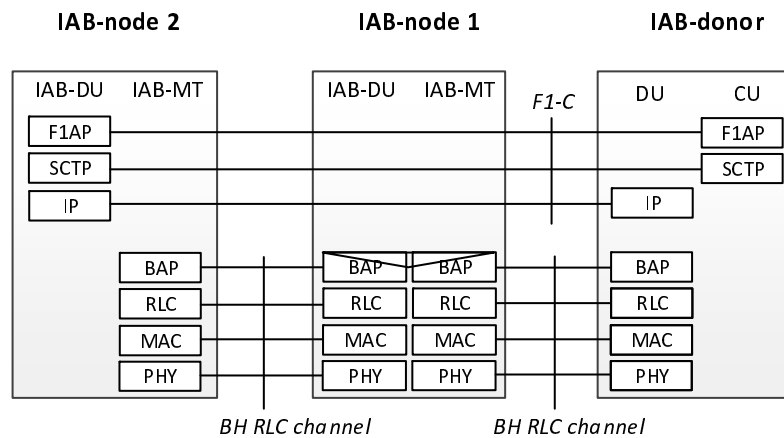 IAB-node 2 IAB-node 1 IAB-donor
IAB-DU IAB-MT IAB-DU IAB-MT F1-C DU CU
F1AP F1AP
SCTP SCTP
IP IP
BAP BAP BAP BAP
RLC RLC RLC RLC
MAC MAC MAC MAC
PHY PHY PHY PHY
BH RLC channel BH RLC channel